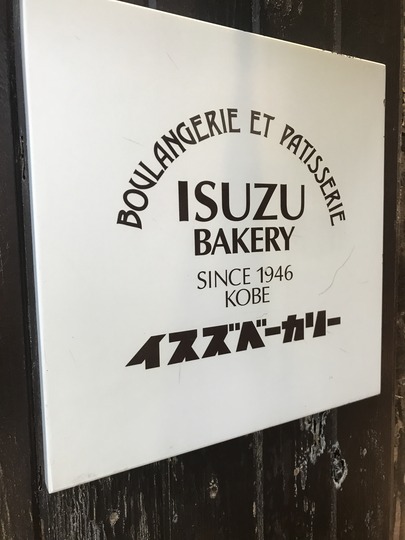 BOULANGERIE ET PATISSERIE
ISUZU
BAKERY
SINCE 1946
KOBE
イスズベーカリー